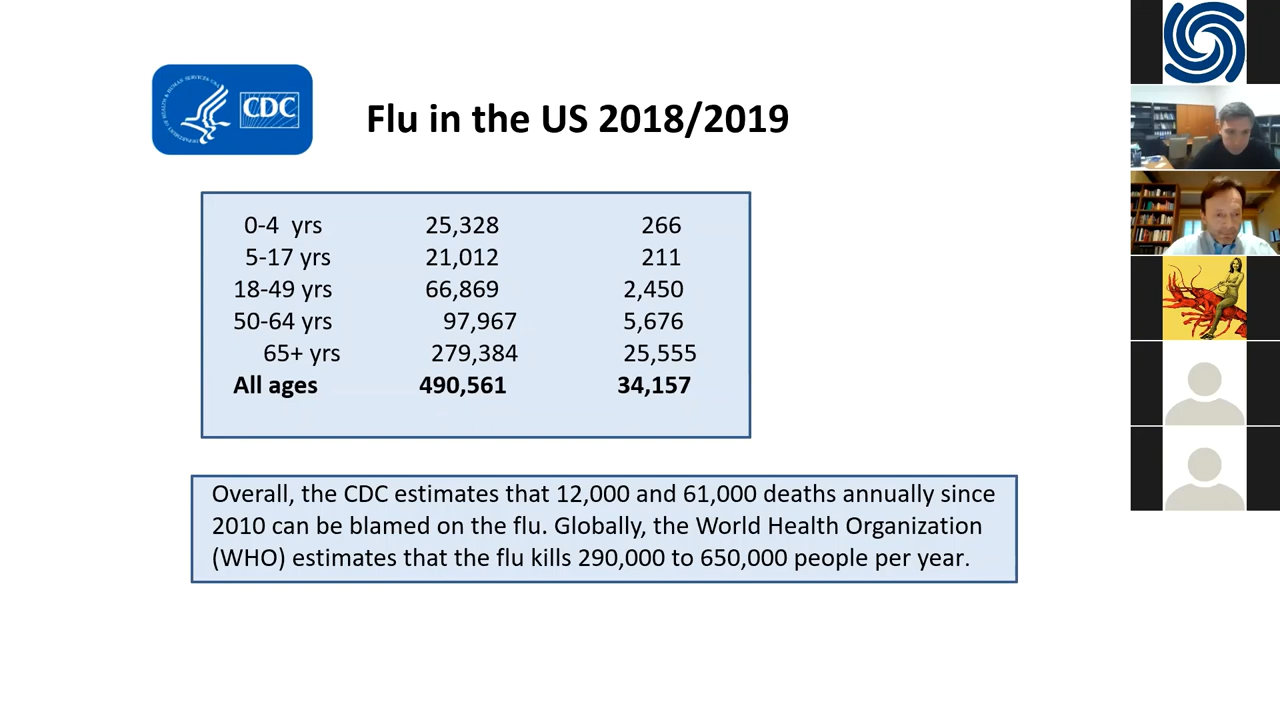 CDC
Flu in the US 2018/2019
0-4 yrs 25,328 266
5-17 yrs 21,012 211
18-49 yrs 66,869 2,450
50-64 yrs 97,967 5,676
65+ yrs 279,384 25,555
All ages 490,561 34,157
Overall, the CDC estimates that 12,000 and 61,000 deaths annually since
2010 can be blamed on the flu. Globally, the World Health Organization
(WHO) estimates that the flu kills 290,000 to 650,000 people per year.